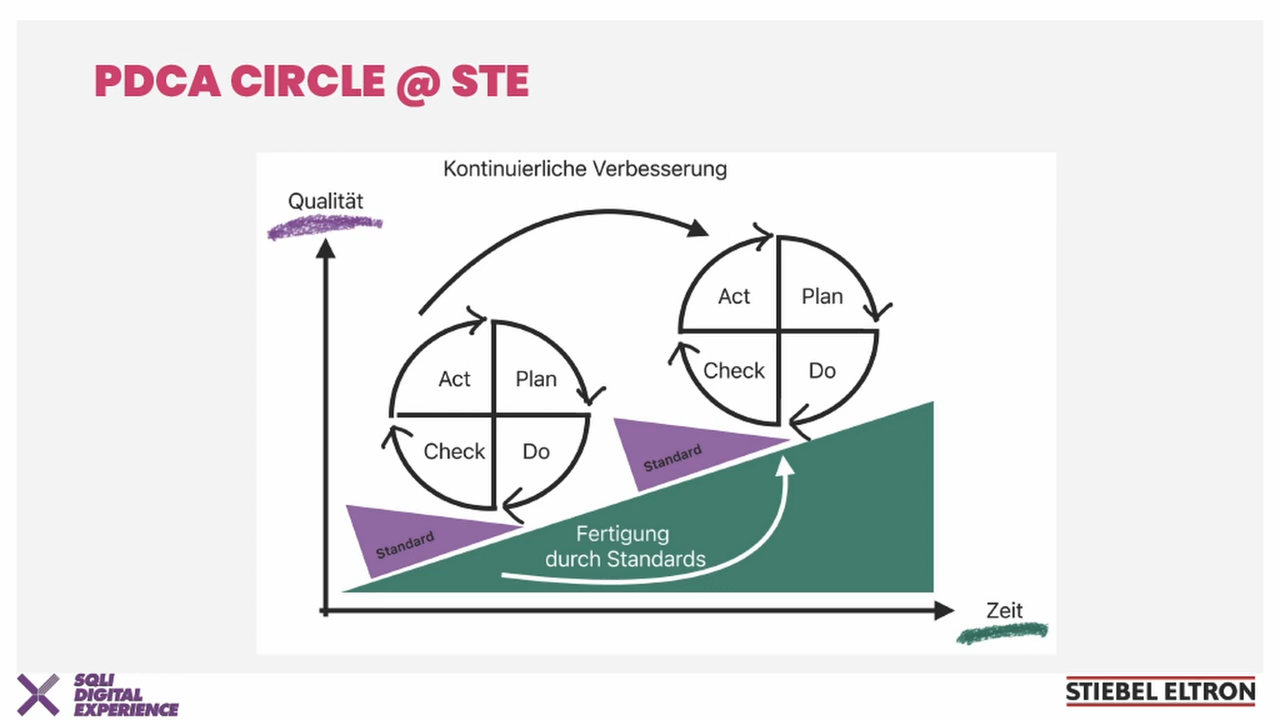 PDCA CIRCLE @ STE
Kontinuierliche Verbesserung
Qualität
Act
Plan
Check
Do
Act
Plan
Check
Do
Standard
Standard
Fertigung
durch Standards
Zeit
SQLI
DIGITAL
EXPERIENCE
STIEBEL ELTRON